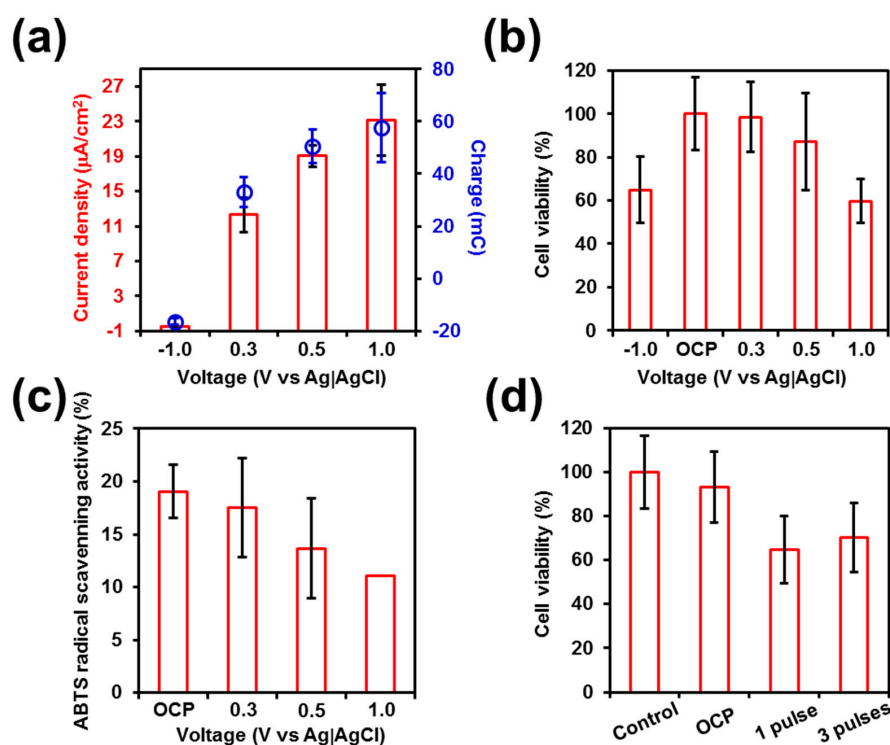 (a)
Current density (µA/cm²)
27
23
19
15
11
7
3
-1
80
60
40
20
0
-20
Charge (mC)
-1.0 0.3 0.5 1.0
Voltage (V vs Ag|AgCl)
(b)
Cell viability (%)
120
100
80
60
40
20
0
-1.0 OCP 0.3 0.5 1.0
Voltage (V vs Ag|AgCl)
(c)
ABTS radical scavenning activity (%)
25
20
15
10
5
0
OCP 0.3 0.5 1.0
Voltage (V vs Ag|AgCl)
(d)
Cell viability (%)
120
100
80
60
40
20
0
Control OCP 1 pulse 3 pulses